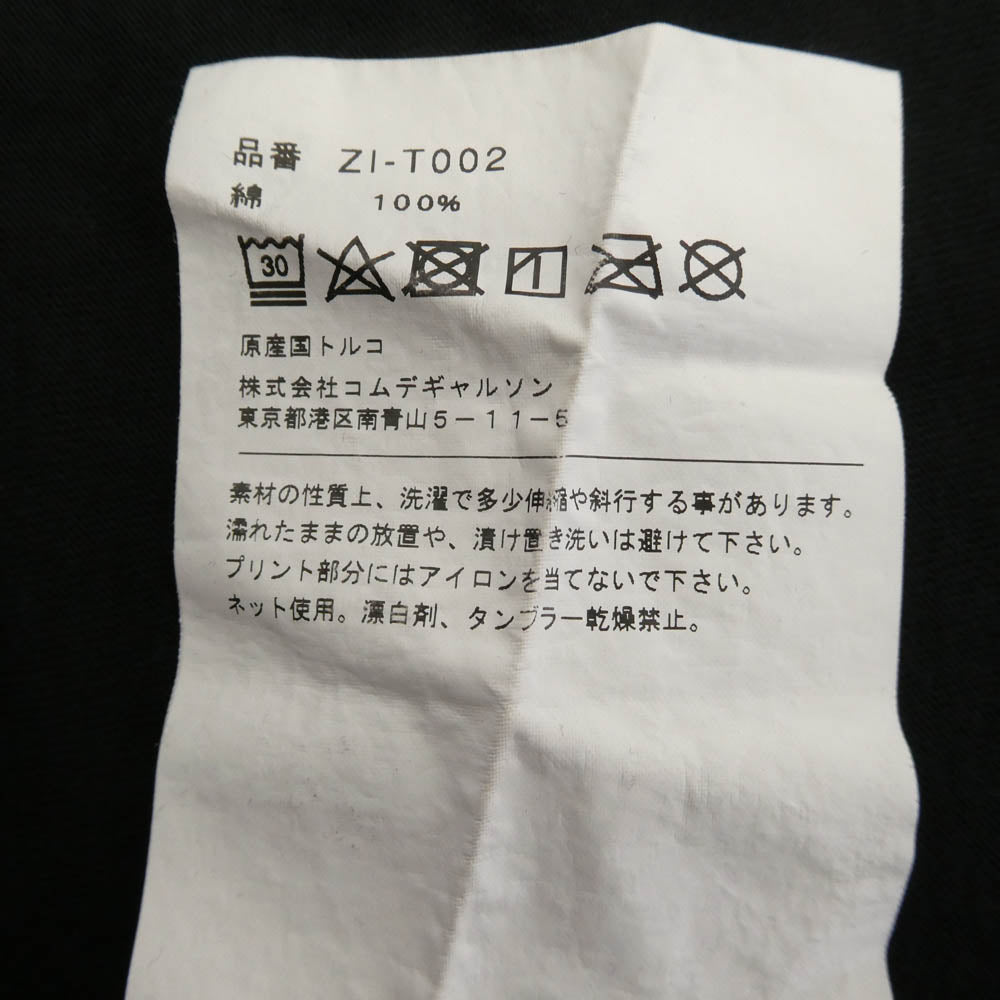 品番 ZI-T002
綿 100%
30
原産国トルコ
株式会社コムデギャルソン
東京都港区南青山5-11-5
素材の性質上、洗濯で多少伸縮や斜行する事があります。
濡れたままの放置や、漬け置き洗いは避けて下さい。
プリント部分にはアイロンを当てないで下さい。
ネット使用。漂白剤、タンブラー乾燥禁止。